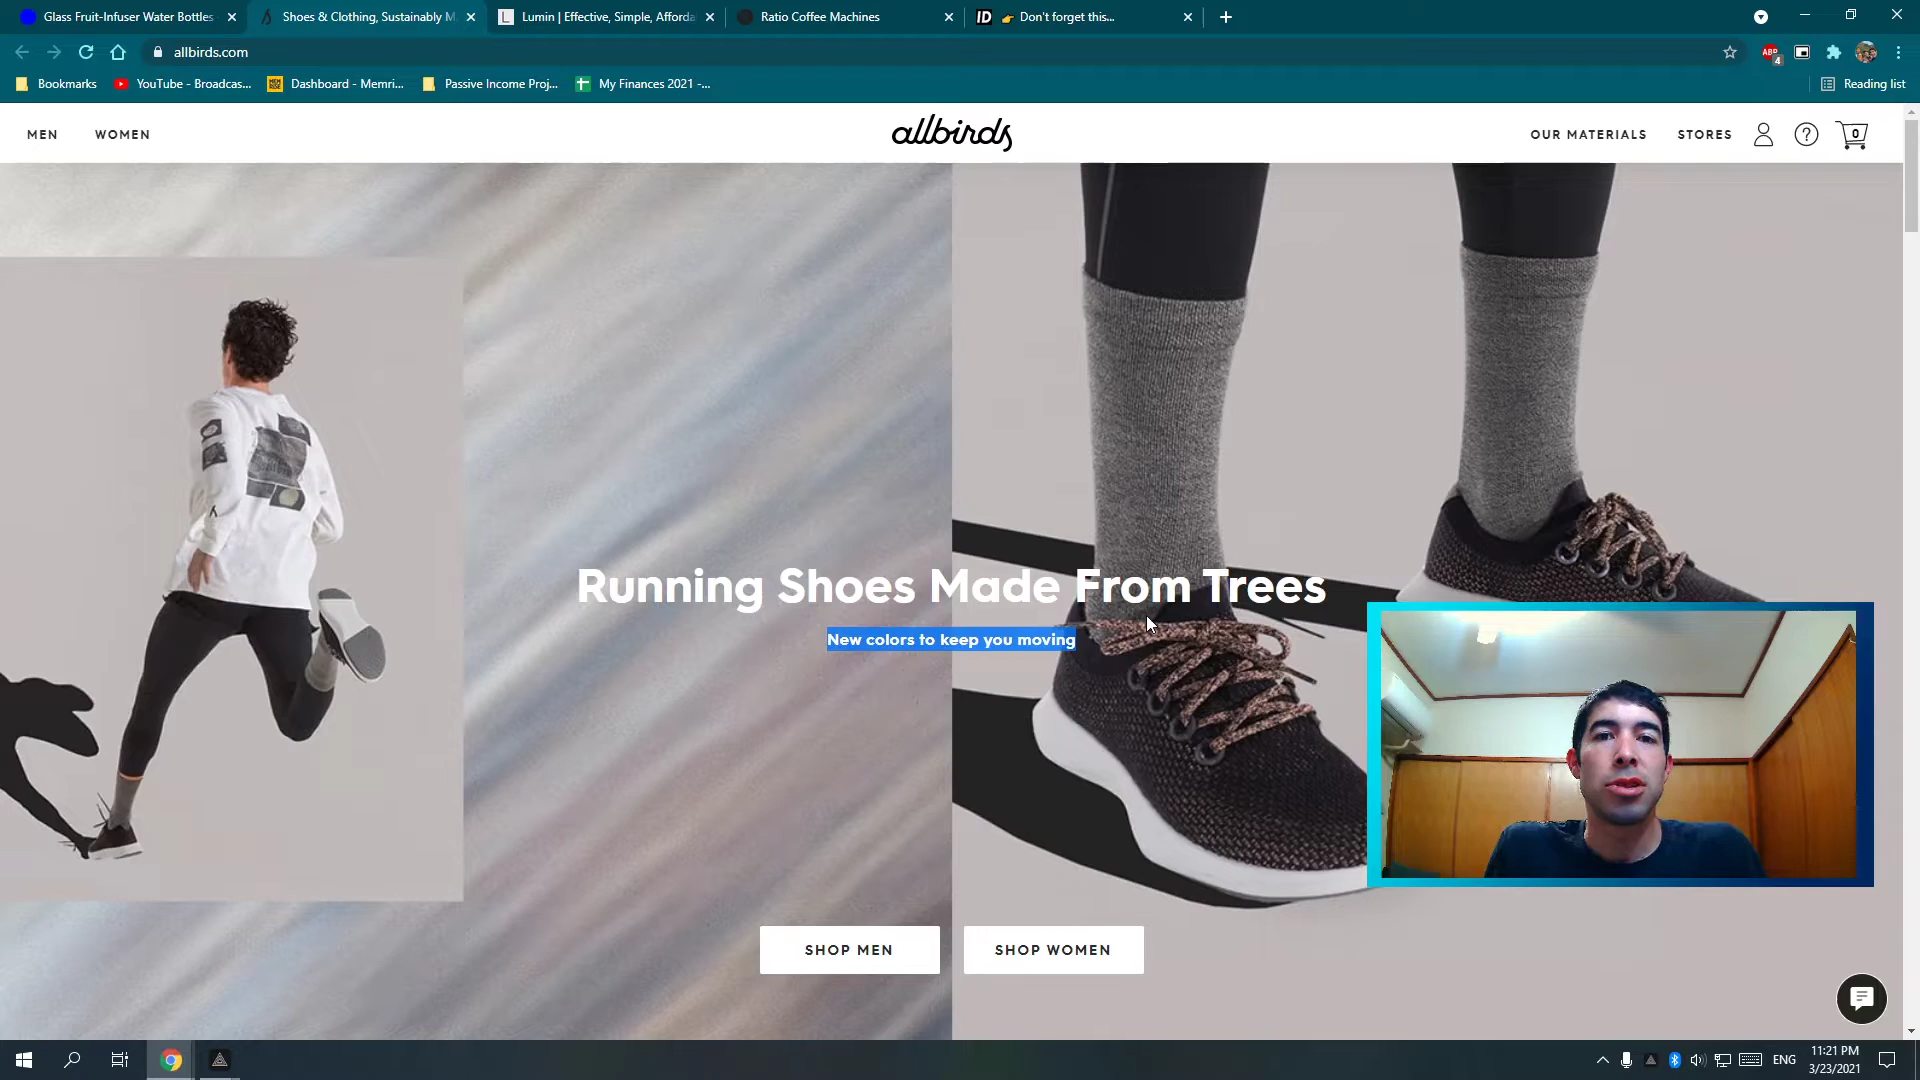 Glass Fruit-Infuser Water Bottles
Shoes & Clothing, Sustainably M
Lumin | Effective, Simple, Afforda
Ratio Coffee Machines
ID 👉 Don't forget this...
allbirds.com
ABP 4
Bookmarks
YouTube - Broadcas...
Dashboard - Memri...
Passive Income Proj...
My Finances 2021 -...
Reading list
MEN
WOMEN
allbirds
OUR MATERIALS
STORES
?
0
Running Shoes Made From Trees
New colors to keep you moving
SHOP MEN
SHOP WOMEN
ENG
11:21 PM
3/23/2021